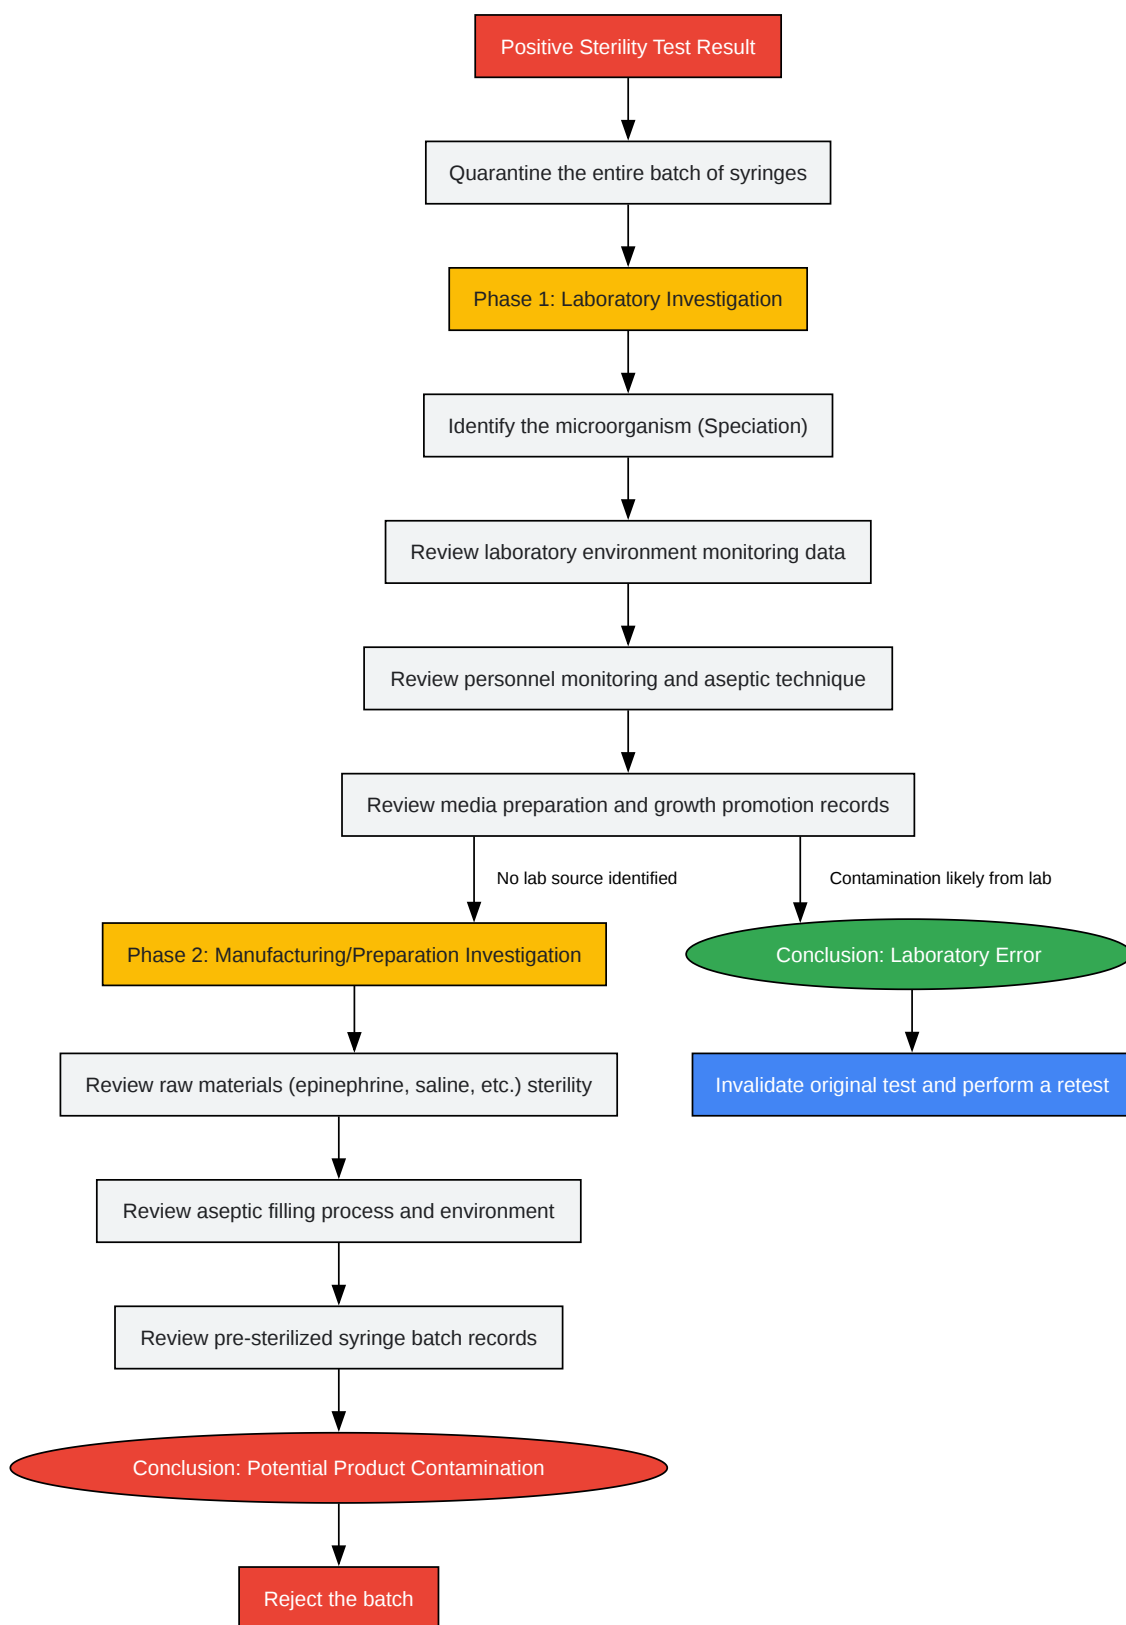 Positive Sterility Test Result
Quarantine the entire batch of syringes
Phase 1: Laboratory Investigation
Identify the microorganism (Speciation)
Review laboratory environment monitoring data
Review personnel monitoring and aseptic technique
Review media preparation and growth promotion records
No lab source identified
Contamination likely from lab
Phase 2: Manufacturing/Preparation Investigation
Conclusion: Laboratory Error
Review raw materials (epinephrine, saline, etc.) sterility
Invalidate original test and perform a retest
Review aseptic filling process and environment
Review pre-sterilized syringe batch records
Conclusion: Potential Product Contamination
Reject the batch